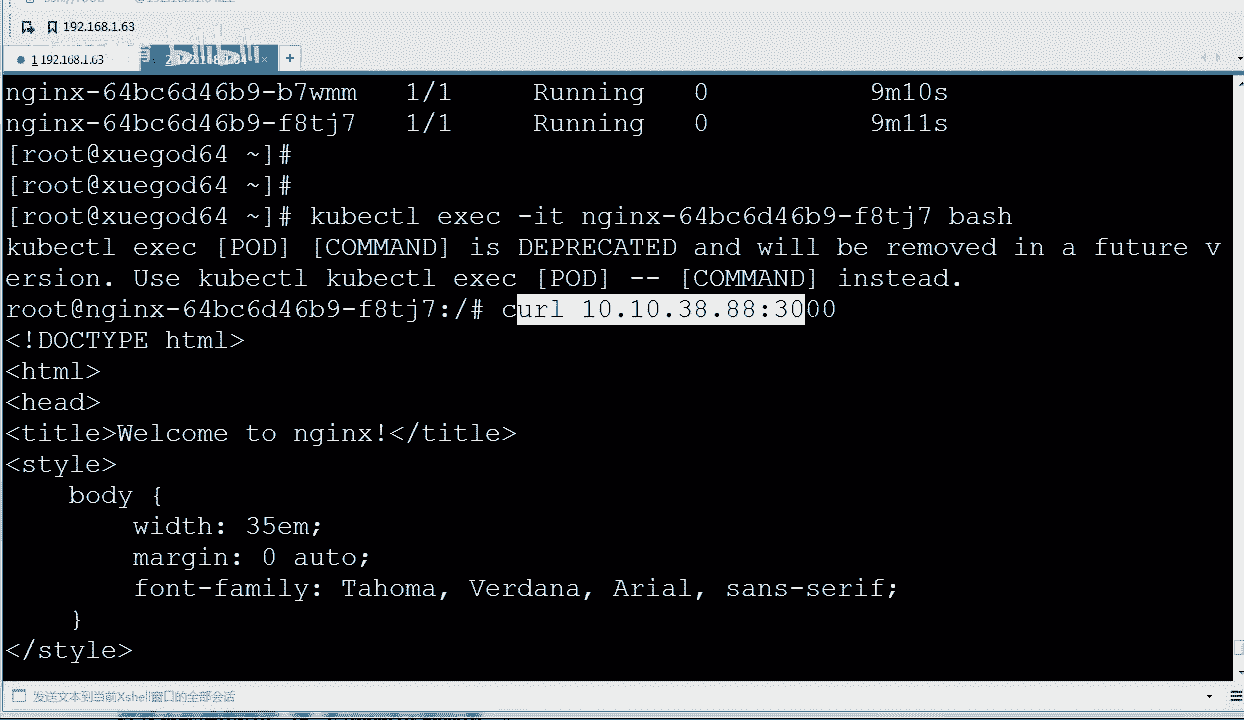 192.168.1.63
1 192.168.1.63
+
nginx-64bc6d46b9-b7wmm 1/1 Running 0 9m10s
nginx-64bc6d46b9-f8tj7 1/1 Running 0 9m11s
[root@xuegod64 ~]#
[root@xuegod64 ~]#
[root@xuegod64 ~]# kubectl exec -it nginx-64bc6d46b9-f8tj7 bash
kubectl exec [POD] [COMMAND] is DEPRECATED and will be removed in a future v
ersion. Use kubectl kubectl exec [POD] -- [COMMAND] instead.
root@nginx-64bc6d46b9-f8tj7:/# curl 10.10.38.88:3000
<!DOCTYPE html>
<html>
<head>
<title>Welcome to nginx!</title>
<style>
    body {
        width: 35em;
        margin: 0 auto;
        font-family: Tahoma, Verdana, Arial, sans-serif;
    }
</style>
发送文本到当前Xshell窗口的全部会话